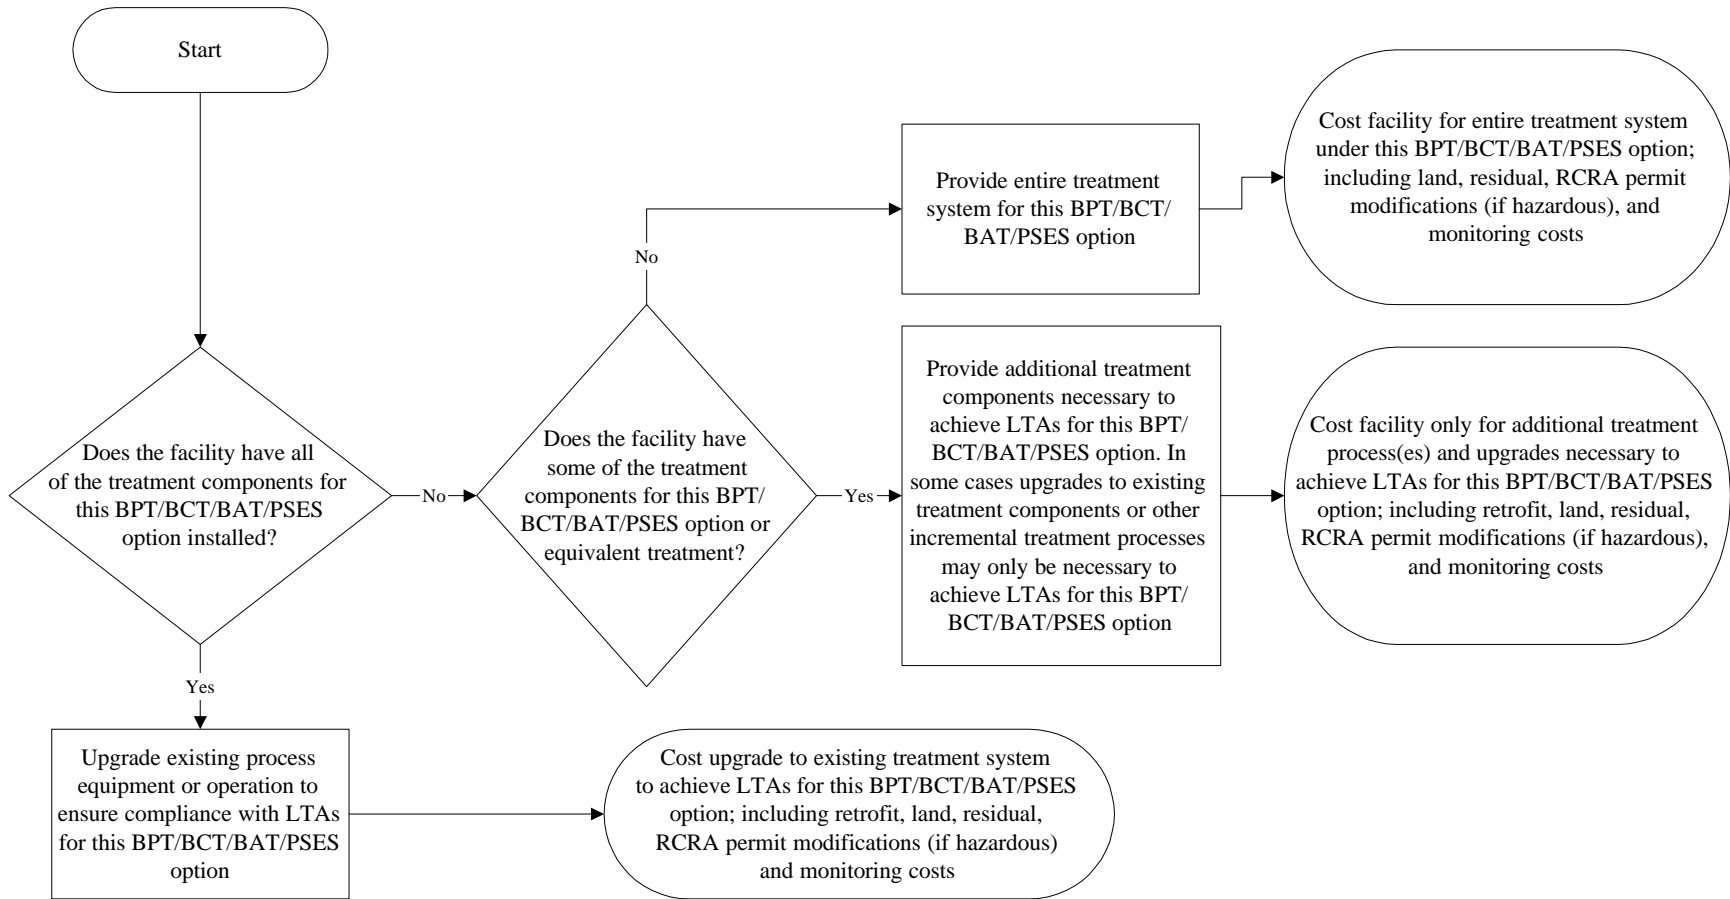 Start
Does the facility have all
of the treatment components for
this BPT/BCT/BAT/PSES
option installed?
No
Yes
Does the facility have
some of the treatment
components for this BPT/
BCT/BAT/PSES option or
equivalent treatment?
No
Yes
Provide entire treatment
system for this BPT/BCT/
BAT/PSES option
Cost facility for entire treatment system
under this BPT/BCT/BAT/PSES option;
including land, residual, RCRA permit
modifications (if hazardous), and
monitoring costs
Provide additional treatment
components necessary to
achieve LTAs for this BPT/
BCT/BAT/PSES option. In
some cases upgrades to existing
treatment components or other
incremental treatment processes
may only be necessary to
achieve LTAs for this BPT/
BCT/BAT/PSES option
Cost facility only for additional treatment
process(es) and upgrades necessary to
achieve LTAs for this BPT/BCT/BAT/PSES
option; including retrofit, land, residual,
RCRA permit modifications (if hazardous),
and monitoring costs
Upgrade existing process
equipment or operation to
ensure compliance with LTAs
for this BPT/BCT/BAT/PSES
option
Cost upgrade to existing treatment system
to achieve LTAs for this BPT/BCT/BAT/PSES
option; including retrofit, land, residual,
RCRA permit modifications (if hazardous)
and monitoring costs